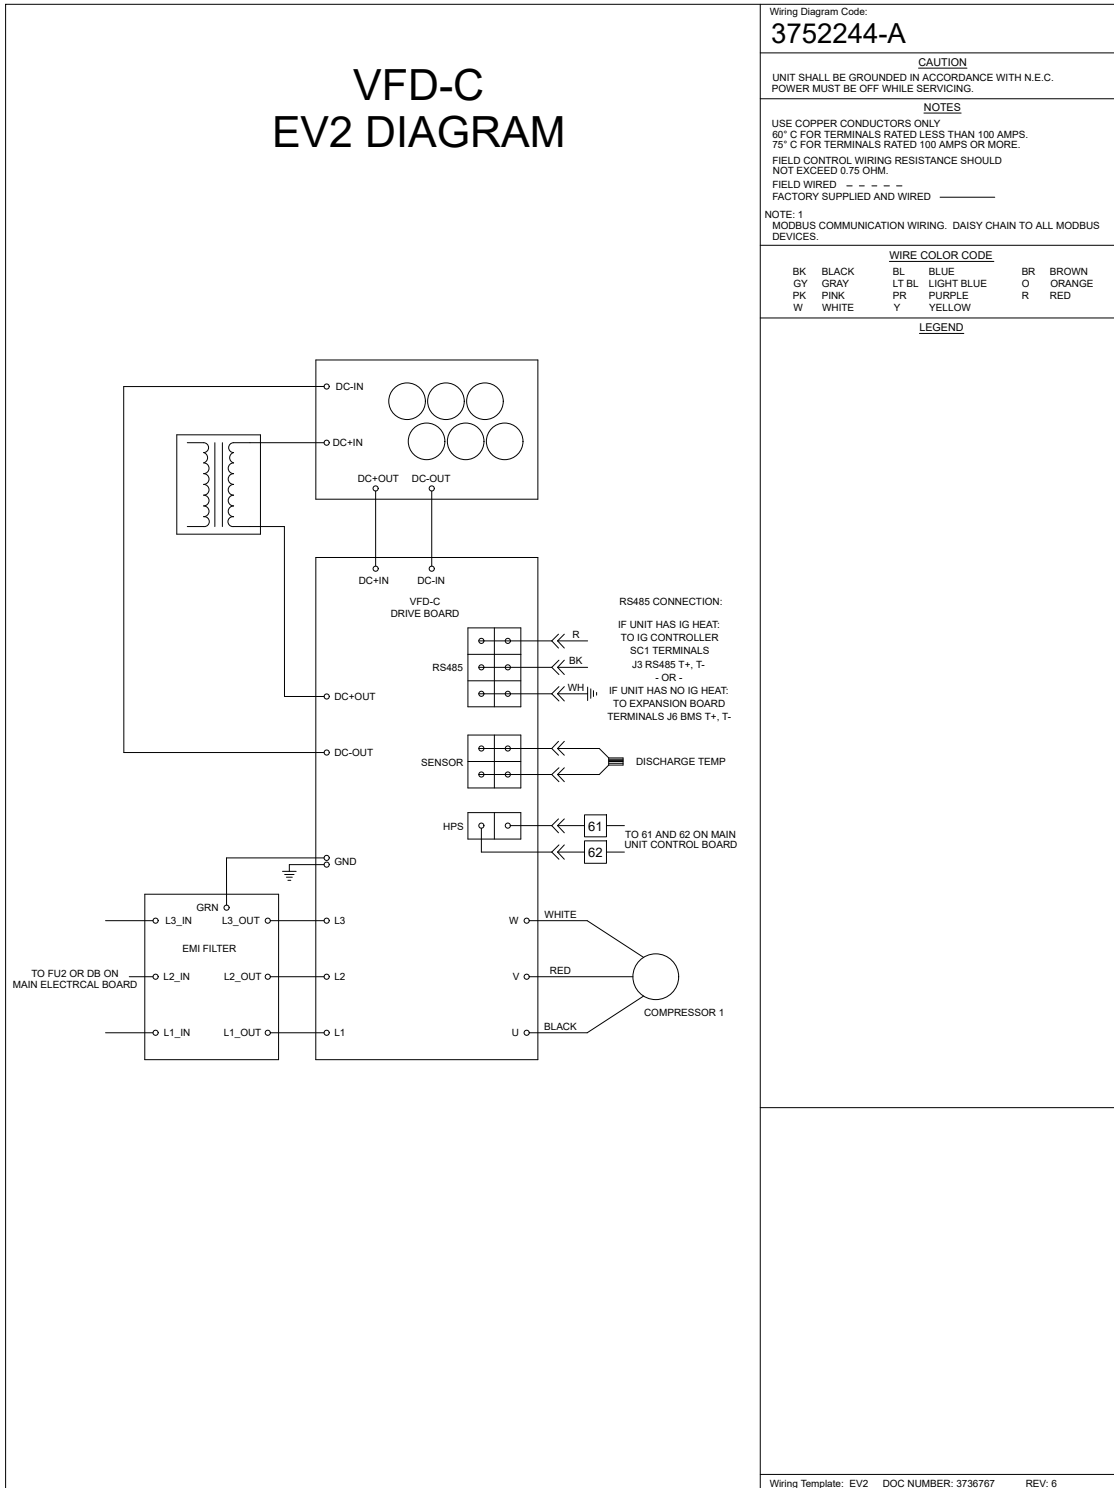 VFD-C
EV2 DIAGRAM
Wiring Diagram Code:
3752244-A
CAUTION
UNIT SHALL BE GROUNDED IN ACCORDANCE WITH N.E.C.
POWER MUST BE OFF WHILE SERVICING.
NOTES
USE COPPER CONDUCTORS ONLY
60° C FOR TERMINALS RATED LESS THAN 100 AMPS.
75° C FOR TERMINALS RATED 100 AMPS OR MORE.
FIELD CONTROL WIRING RESISTANCE SHOULD
NOT EXCEED 0.75 OHM.
FIELD WIRED
FACTORY SUPPLIED AND WIRED
NOTE: 1
MODBUS COMMUNICATION WIRING. DAISY CHAIN TO ALL MODBUS
DEVICES.
WIRE COLOR CODE
BK BLACK BL BLUE BR BROWN
GY GRAY LT BL LIGHT BLUE O ORANGE
PK PINK PR PURPLE R RED
W WHITE Y YELLOW
LEGEND
DC-IN
DC+IN
DC+OUT DC-OUT
DC+IN DC-IN
VFD-C
DRIVE BOARD
RS485 CONNECTION:
IF UNIT HAS IG HEAT:
TO IG CONTROLLER
SC1 TERMINALS
J3 RS485 T+, T-
- OR -
IF UNIT HAS NO IG HEAT:
TO EXPANSION BOARD
TERMINALS J6 BMS T+, T-
R
RS485
BK
WH
DC+OUT
DC-OUT
SENSOR
DISCHARGE TEMP
HPS
61
62
TO 61 AND 62 ON MAIN
UNIT CONTROL BOARD
GND
GRN
L3_IN L3_OUT L3
EMI FILTER
TO FU2 OR DB ON
MAIN ELECTRCAL BOARD
L2_IN L2_OUT L2
L1_IN L1_OUT L1
W WHITE
V RED
U BLACK
COMPRESSOR 1
Wiring Template: EV2 DOC NUMBER: 3736767 REV: 6